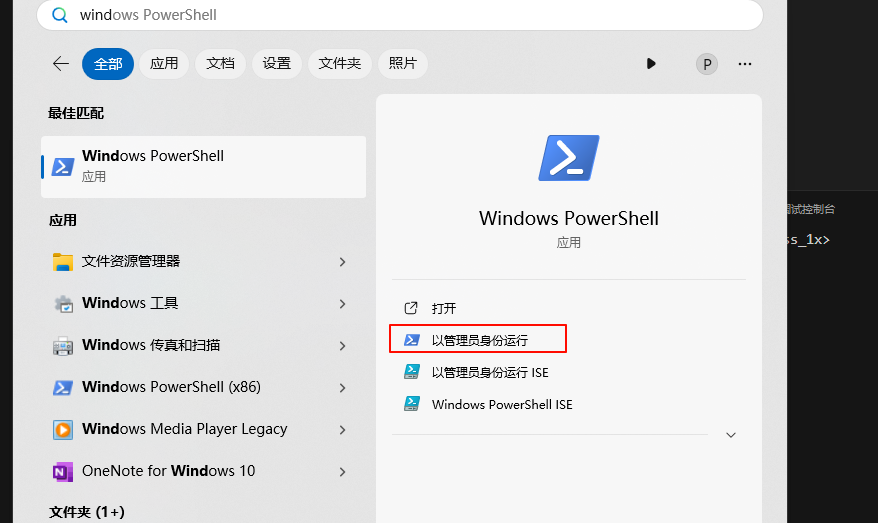 windows PowerShell
全部 应用 文档 设置 文件夹 照片 P
最佳匹配
Windows PowerShell
应用
应用
文件资源管理器
Windows 工具
Windows 传真和扫描
Windows PowerShell (x86)
Windows Media Player Legacy
OneNote for Windows 10
文件夹 (1+)
Windows PowerShell
应用
打开
以管理员身份运行
以管理员身份运行 ISE
Windows PowerShell ISE
调试控制台
ss_1x>